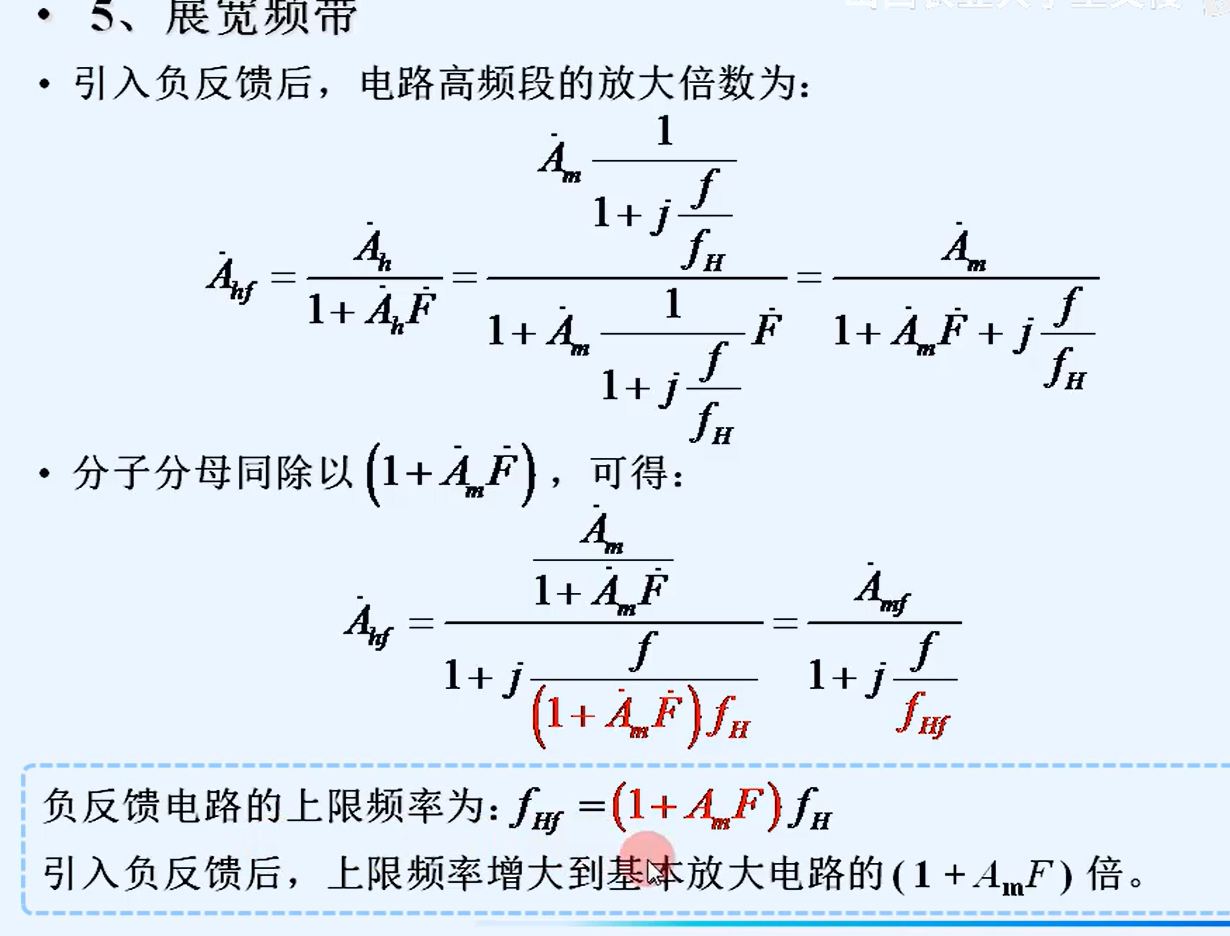 • 5、展宽频带
• 引入负反馈后，电路高频段的放大倍数为：
$\dot{A}_{hf} = \frac{\dot{A}_h}{1+\dot{A}_h\dot{F}} = \frac{\dot{A}_m\frac{1}{1+j\frac{f}{f_H}}}{1+\dot{A}_m\frac{1}{1+j\frac{f}{f_H}}\dot{F}} = \frac{\dot{A}_m}{1+\dot{A}_m\dot{F}+j\frac{f}{f_H}}$
• 分子分母同除以 $(1+\dot{A}_m\dot{F})$ ，可得：
$\dot{A}_{hf} = \frac{\frac{\dot{A}_m}{1+\dot{A}_m\dot{F}}}{1+j\frac{f}{(1+\dot{A}_m\dot{F})f_H}} = \frac{\dot{A}_{mf}}{1+j\frac{f}{f_{Hf}}}$
负反馈电路的上限频率为：$f_{Hf} = (1+A_mF)f_H$
引入负反馈后，上限频率增大到基本放大电路的$(1+A_mF)$倍。